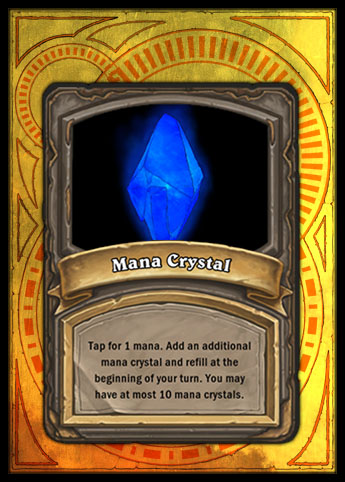 Mana Crystal
Tap for 1 mana. Add an additional
mana crystal and refill at the
beginning of your turn. You may
have at most 10 mana crystals.